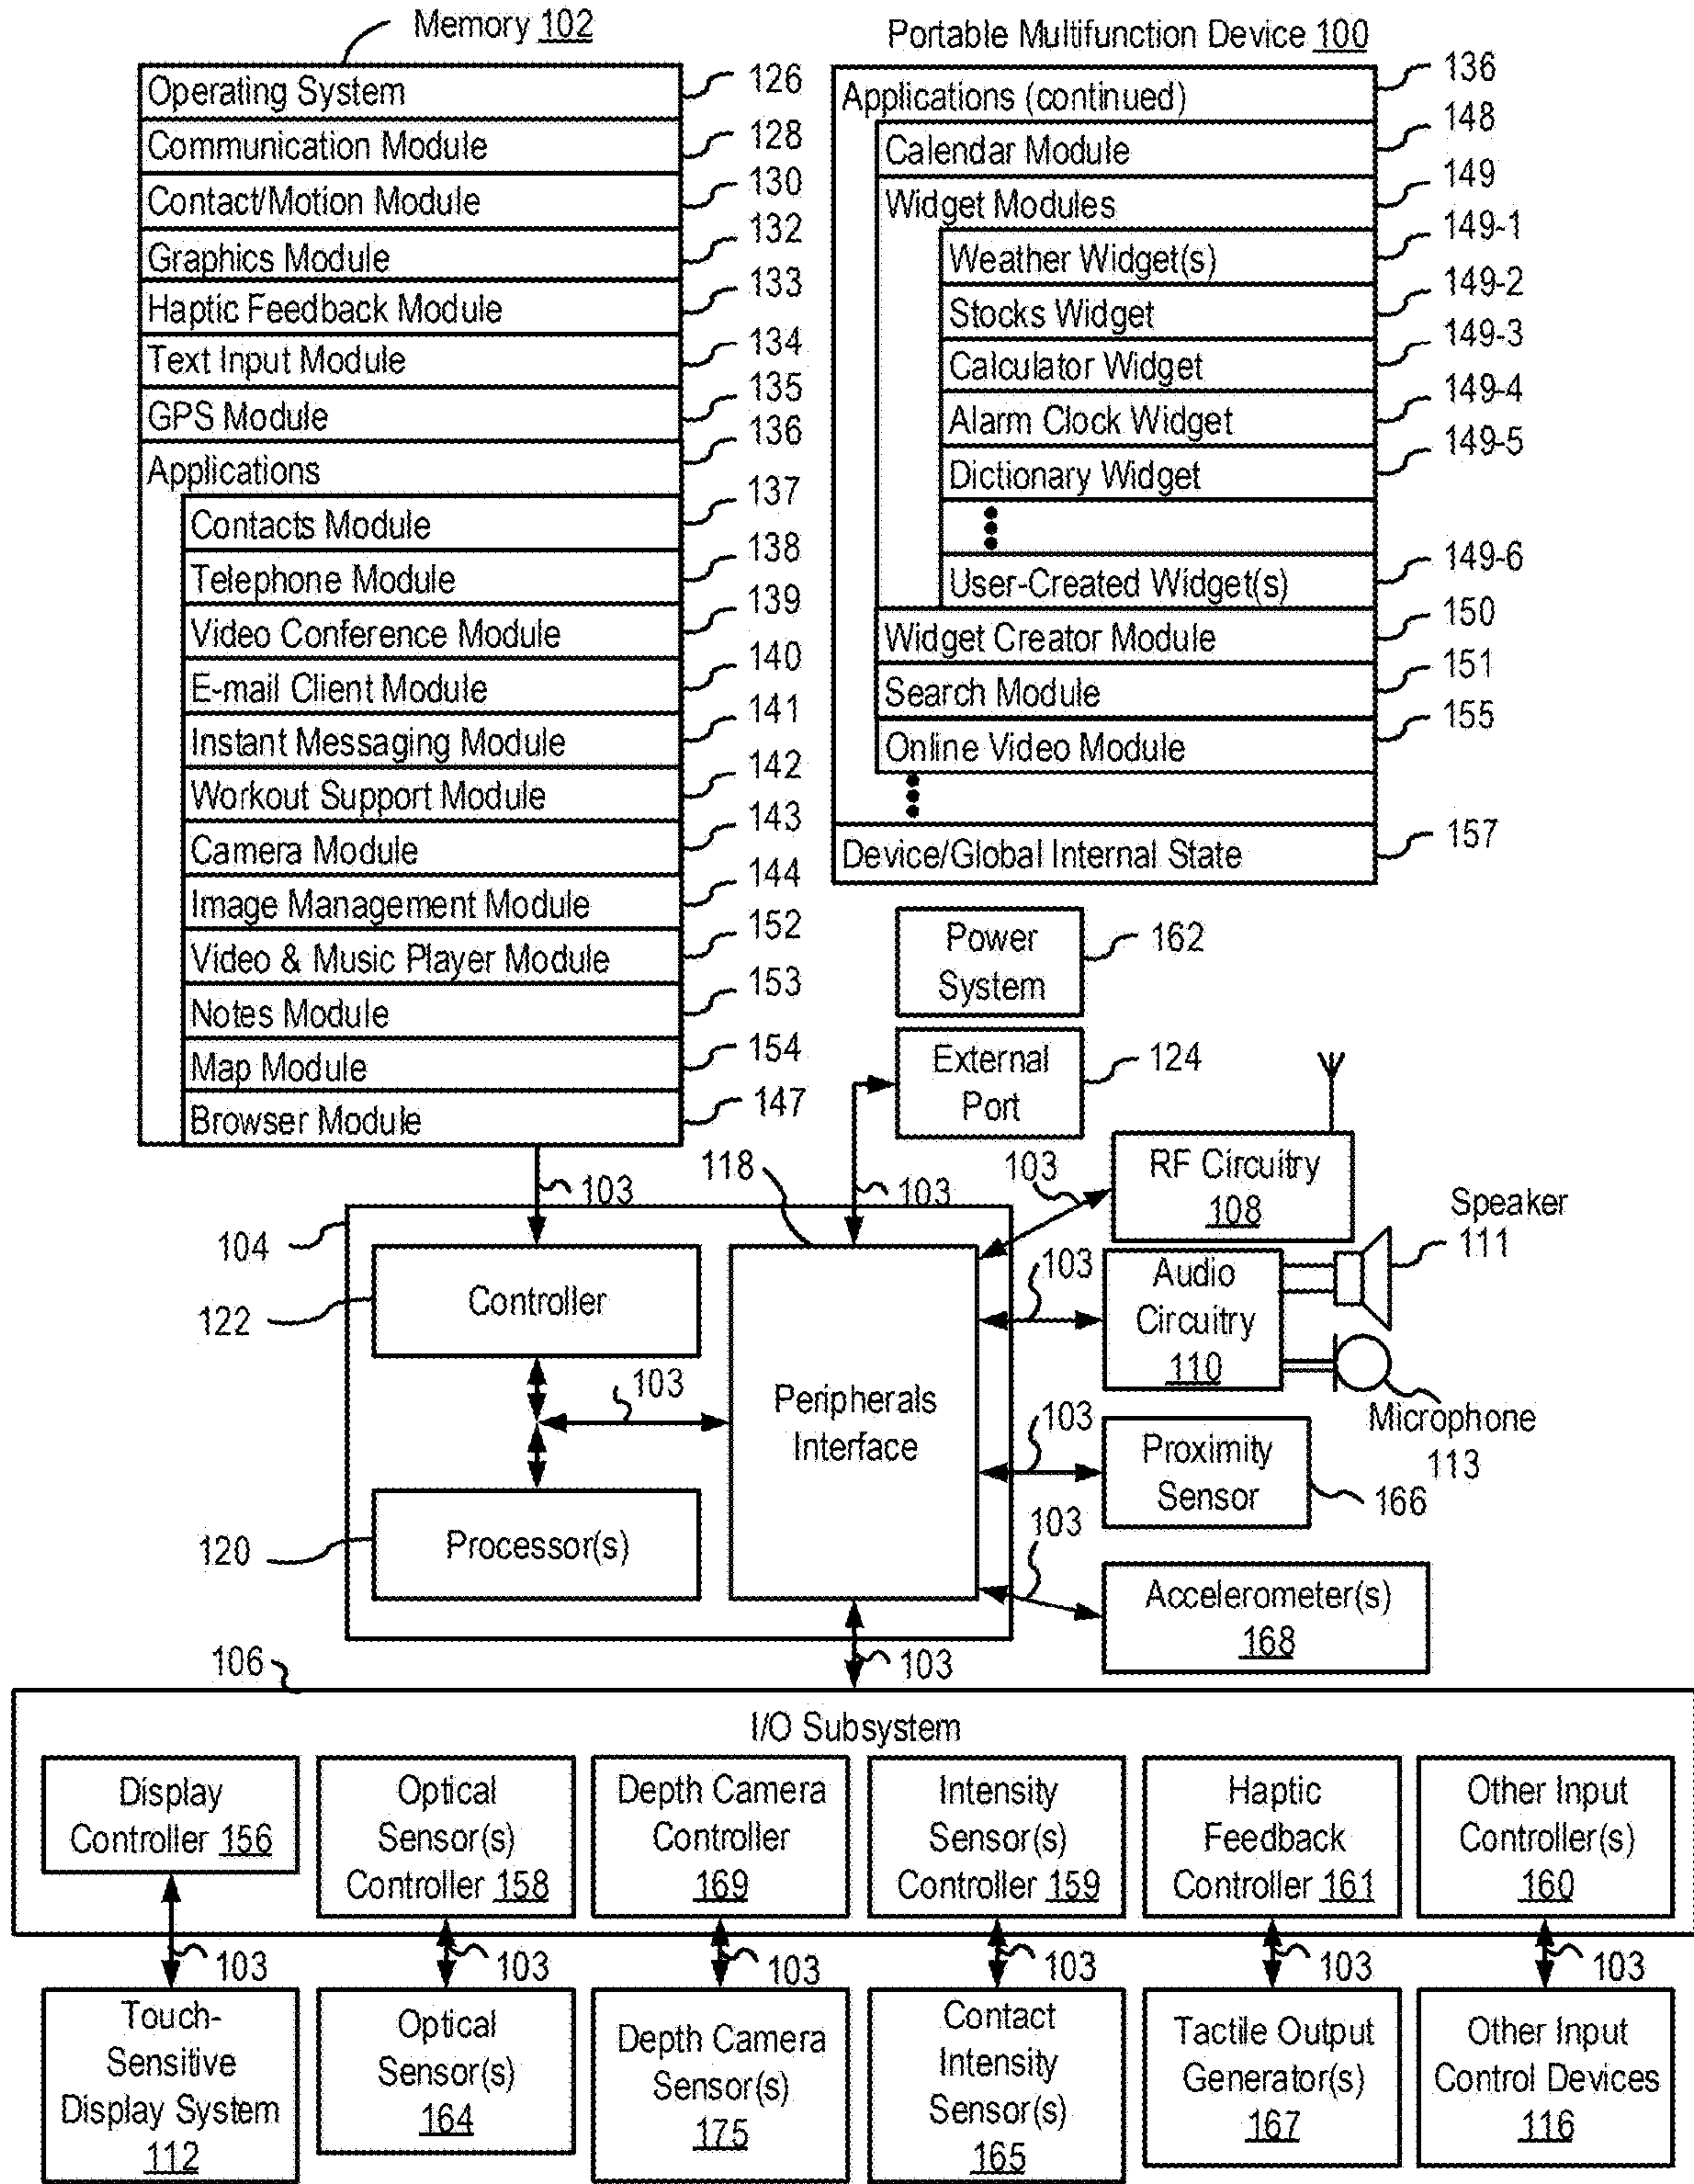 Memory 102
Operating System
126
Communication Module
128
Contact/Motion Module
130
Graphics Module
132
Haptic Feedback Module
133
Text Input Module
134
GPS Module
135
Applications
136
Contacts Module
137
Telephone Module
138
Video Conference Module
139
E-mail Client Module
140
Instant Messaging Module
141
Workout Support Module
142
Camera Module
143
Image Management Module
144
Video & Music Player Module
152
Notes Module
153
Map Module
154
Browser Module
147
Portable Multifunction Device 100
Applications (continued)
136
Calendar Module
148
Widget Modules
149
Weather Widget(s)
149-1
Stocks Widget
149-2
Calculator Widget
149-3
Alarm Clock Widget
149-4
Dictionary Widget
149-5
User-Created Widget(s)
149-6
Widget Creator Module
150
Search Module
151
Online Video Module
155
Device/Global Internal State
157
Power
System
162
External
Port
124
103
103
118
103
RF Circuitry
108
Speaker
111
104
Controller
122
103
Audio
Circuitry
110
Microphone
113
103
Peripherals
Interface
103
Proximity
Sensor
166
Processor(s)
120
103
Accelerometer(s)
168
103
106
I/O Subsystem
Display
Controller 156
Optical
Sensor(s)
Controller 158
Depth Camera
Controller
169
Intensity
Sensor(s)
Controller 159
Haptic
Feedback
Controller 161
Other Input
Controller(s)
160
103
103
103
103
103
103
Touch-
Sensitive
Display System
112
Optical
Sensor(s)
164
Depth Camera
Sensor(s)
175
Contact
Intensity
Sensor(s)
165
Tactile Output
Generator(s)
167
Other Input
Control Devices
116